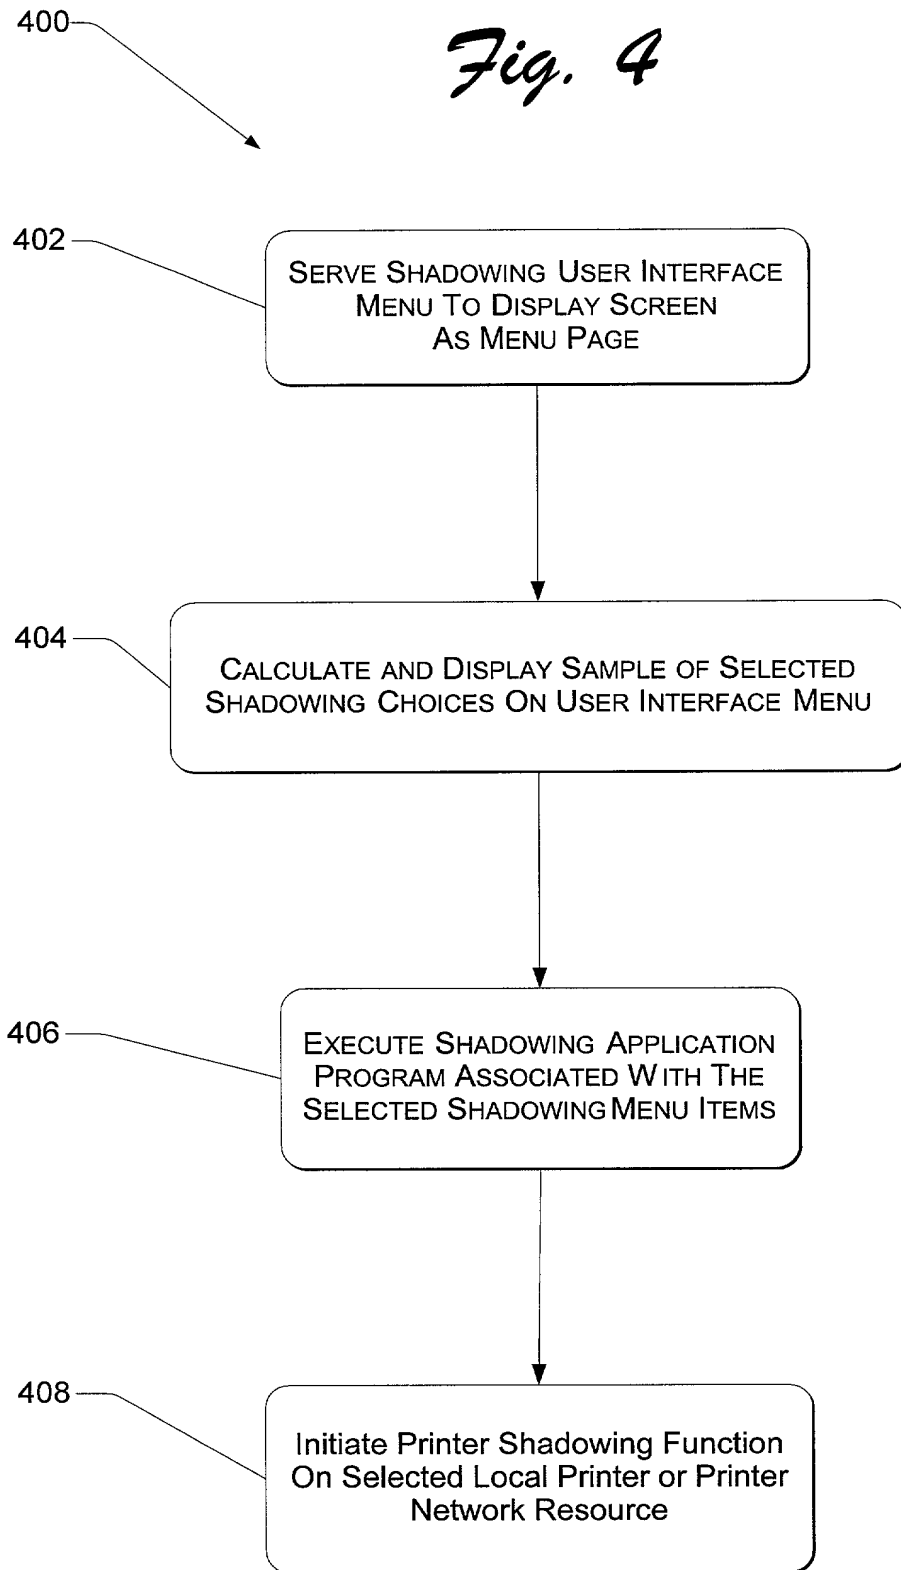 400
Fig. 4
402
SERVE SHADOWING USER INTERFACE
MENU TO DISPLAY SCREEN
AS MENU PAGE
404
CALCULATE AND DISPLAY SAMPLE OF SELECTED
SHADOWING CHOICES ON USER INTERFACE MENU
406
EXECUTE SHADOWING APPLICATION
PROGRAM ASSOCIATED WITH THE
SELECTED SHADOWING MENU ITEMS
408
Initiate Printer Shadowing Function
On Selected Local Printer or Printer
Network Resource